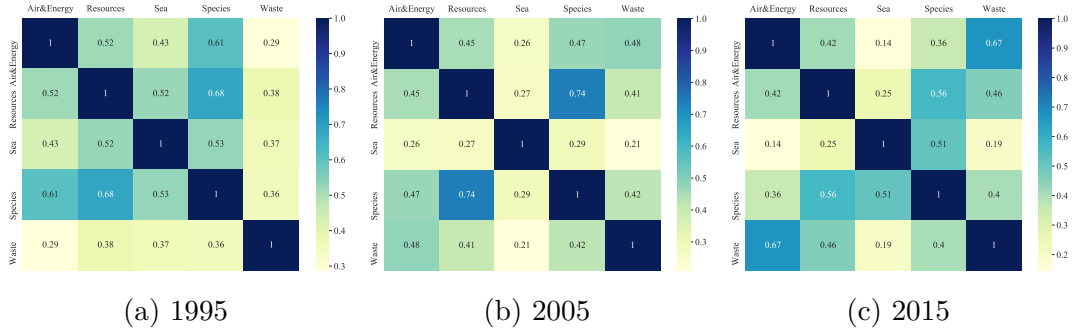 Air&Energy Resources Sea Species Waste
Air&Energy 1 0.52 0.43 0.61 0.29
Resources 0.52 1 0.52 0.68 0.38
Sea 0.43 0.52 1 0.53 0.37
Species 0.61 0.68 0.53 1 0.36
Waste 0.29 0.38 0.37 0.36 1
1.0
0.9
0.8
0.7
0.6
0.5
0.4
0.3
(a) 1995
Air&Energy Resources Sea Species Waste
Air&Energy 1 0.45 0.26 0.47 0.48
Resources 0.45 1 0.27 0.74 0.41
Sea 0.26 0.27 1 0.29 0.21
Species 0.47 0.74 0.29 1 0.42
Waste 0.48 0.41 0.21 0.42 1
1.0
0.9
0.8
0.7
0.6
0.5
0.4
0.3
(b) 2005
Air&Energy Resources Sea Species Waste
Air&Energy 1 0.42 0.14 0.36 0.67
Resources 0.42 1 0.25 0.56 0.46
Sea 0.14 0.25 1 0.51 0.19
Species 0.36 0.56 0.51 1 0.4
Waste 0.67 0.46 0.19 0.4 1
1.0
0.9
0.8
0.7
0.6
0.5
0.4
0.3
0.2
(c) 2015